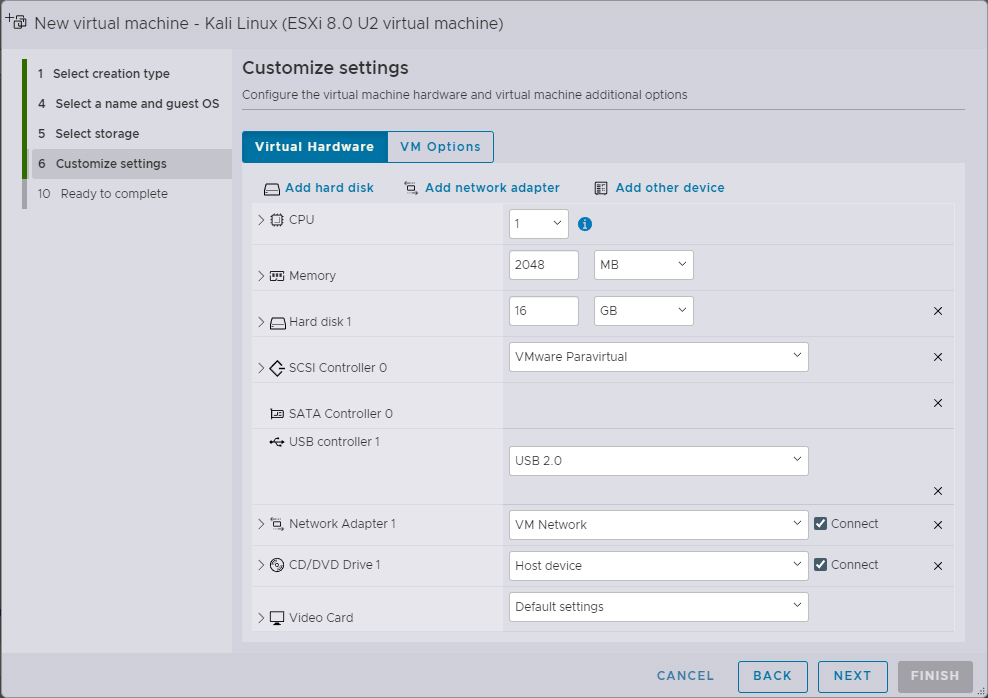 New virtual machine - Kali Linux (ESXi 8.0 U2 virtual machine)
1 Select creation type
4 Select a name and guest OS
5 Select storage
6 Customize settings
10 Ready to complete
Customize settings
Configure the virtual machine hardware and virtual machine additional options
Virtual Hardware VM Options
Add hard disk Add network adapter Add other device
CPU 1
Memory 2048 MB
Hard disk 1 16 GB
SCSI Controller 0 VMware Paravirtual
SATA Controller 0
USB controller 1
USB 2.0
Network Adapter 1 VM Network Connect
CD/DVD Drive 1 Host device Connect
Video Card Default settings
CANCEL BACK NEXT FINISH